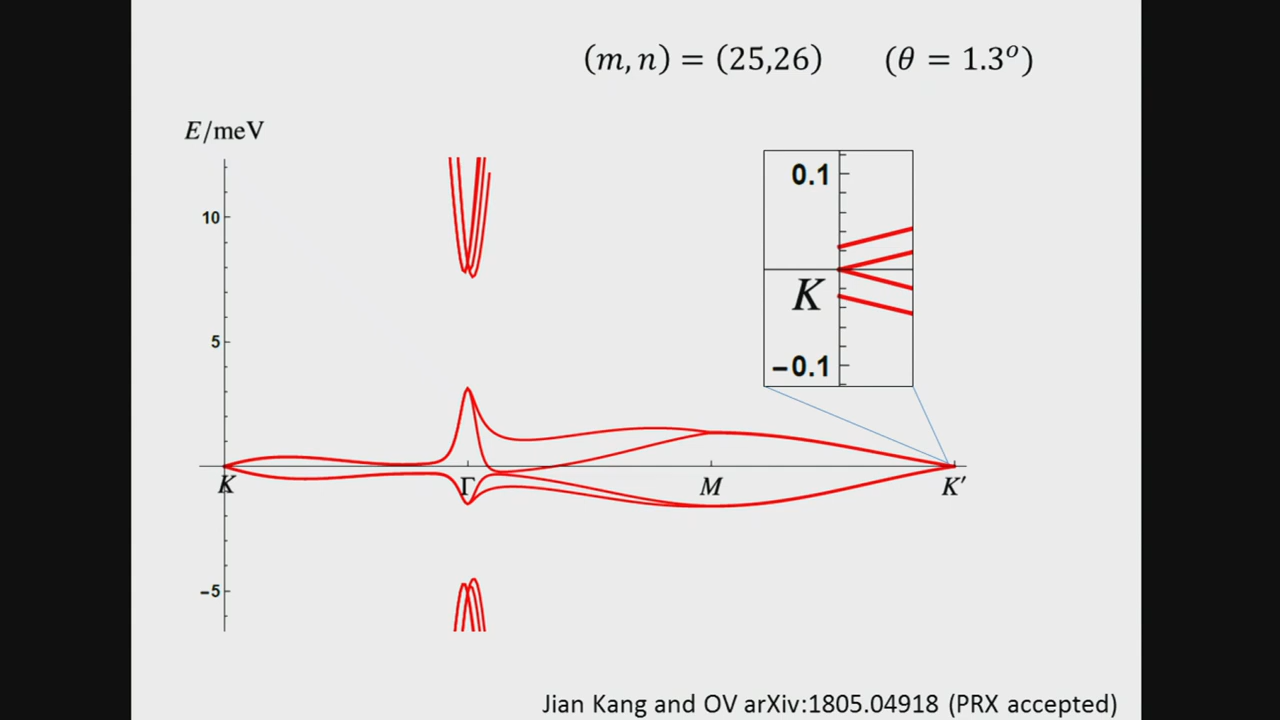 (m, n) = (25,26) (θ = 1.3°)
E/meV
10
5
−5
K
Γ
M
K′
0.1
K
−0.1
Jian Kang and OV arXiv:1805.04918 (PRX accepted)